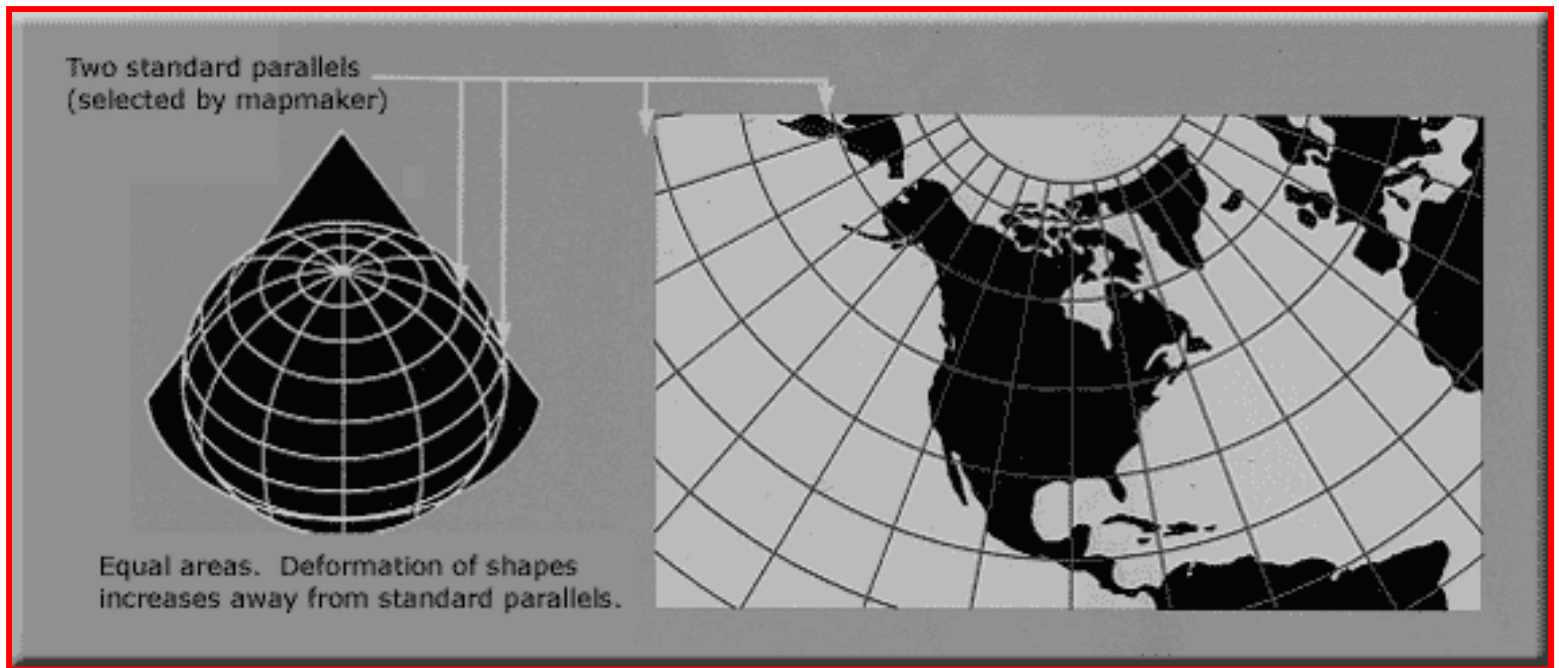 Two standard parallels
(selected by mapmaker)
Equal areas.  Deformation of shapes
increases away from standard parallels.